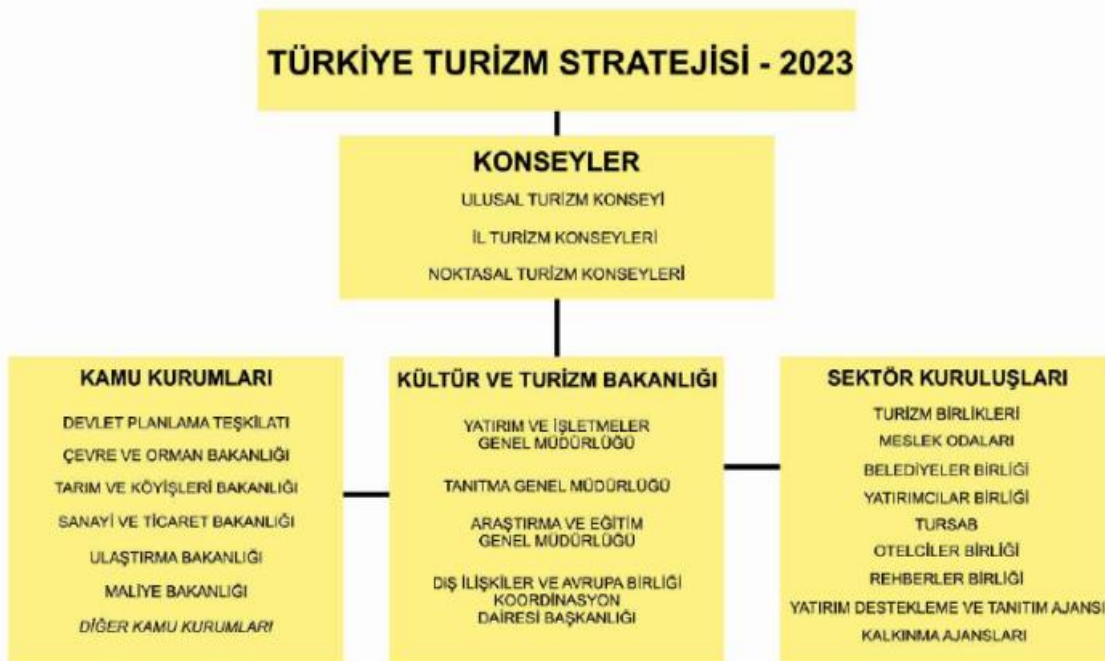 TÜRKİYE TURİZM STRATEJİSİ - 2023
KONSEYLER
ULUSAL TURİZM KONSEYİ
İL TURİZM KONSEYLERİ
NOKTASAL TURİZM KONSEYLERİ
KAMU KURUMLARI
DEVLET PLANLAMA TEŞKİLATI
ÇEVRE VE ORMAN BAKANLIĞI
TARIM VE KÖYİŞLERİ BAKANLIĞI
SANAYİ VE TİCARET BAKANLIĞI
ULAŞTIRMA BAKANLIĞI
MALİYE BAKANLIĞI
DİĞER KAMU KURUMLARI
KÜLTÜR VE TURİZM BAKANLIĞI
YATIRIM VE İŞLETMELER
GENEL MÜDÜRLÜĞÜ
TANITMA GENEL MÜDÜRLÜĞÜ
ARAŞTIRMA VE EĞİTİM
GENEL MÜDÜRLÜĞÜ
DIŞ İLİŞKİLER VE AVRUPA BİRLİĞİ
KOORDİNASYON
DAİRESİ BAŞKANLIĞI
SEKTÖR KURULUŞLARI
TURİZM BİRLİKLERİ
MESLEK ODALARI
BELEDİYELER BİRLİĞİ
YATIRIMCILAR BİRLİĞİ
TURSAB
OTELCİLER BİRLİĞİ
REHBERLER BİRLİĞİ
YATIRIM DESTEKLEME VE TANITIM AJANSI
KALKINMA AJANSLARI